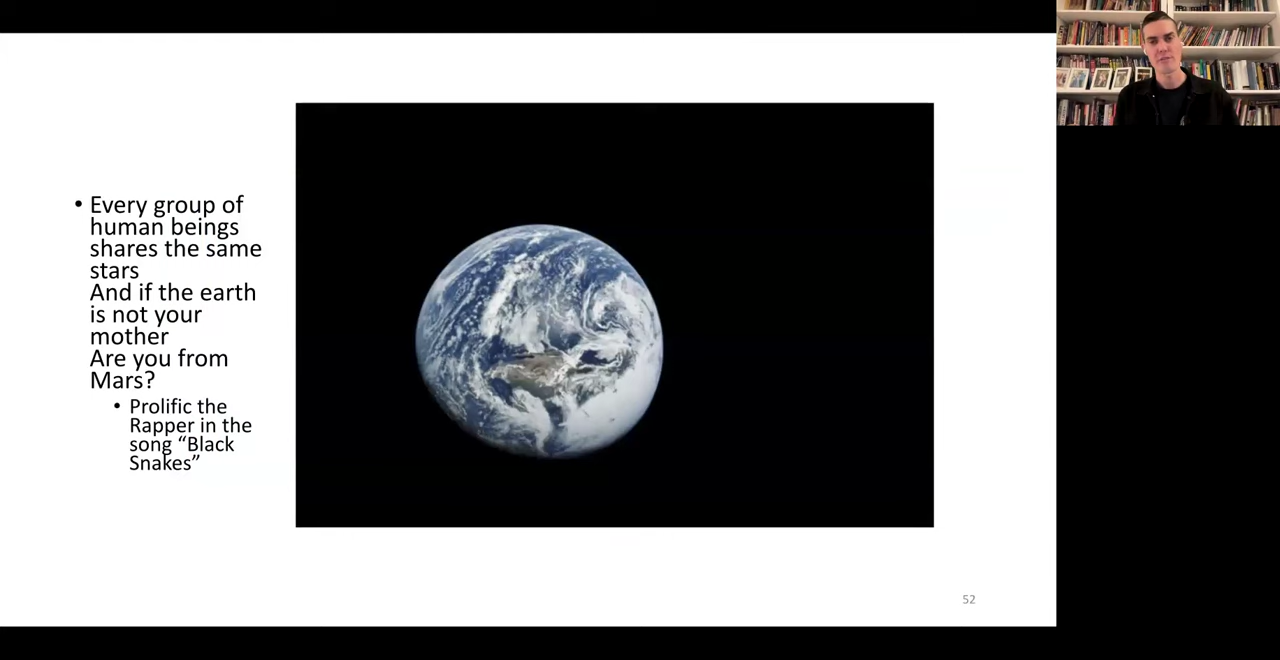 • Every group of
human beings
shares the same
stars
And if the earth
is not your
mother
Are you from
Mars?
• Prolific the
Rapper in the
song “Black
Snakes”
52